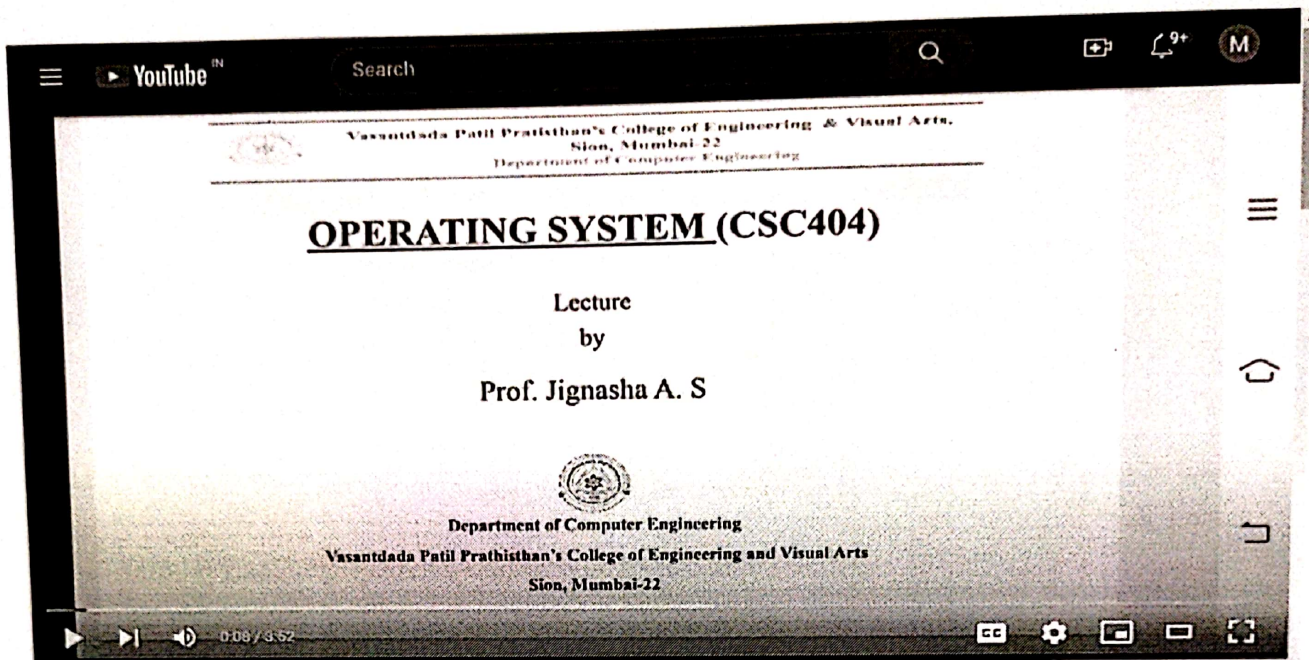 YouTube IN
Search
9+
M
Vasantdada Patil Pratisthan's College of Engineering & Visual Arts,
Sion, Mumbai-22
Department of Computer Engineering
OPERATING SYSTEM (CSC404)
Lecture
by
Prof. Jignasha A. S
Department of Computer Engineering
Vasantdada Patil Prathisthan's College of Engineering and Visual Arts
Sion, Mumbai-22
0:08 / 3:52
CC